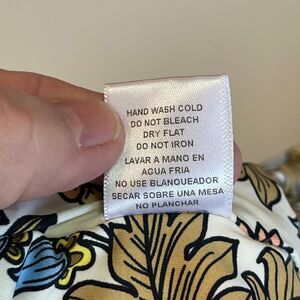 HAND WASH COLD
DO NOT BLEACH
DRY FLAT
DO NOT IRON
LAVAR A MANO EN
AGUA FRIA
NO USE BLANQUEADOR
SECAR SOBRE UNA MESA
NO PLANCHAR